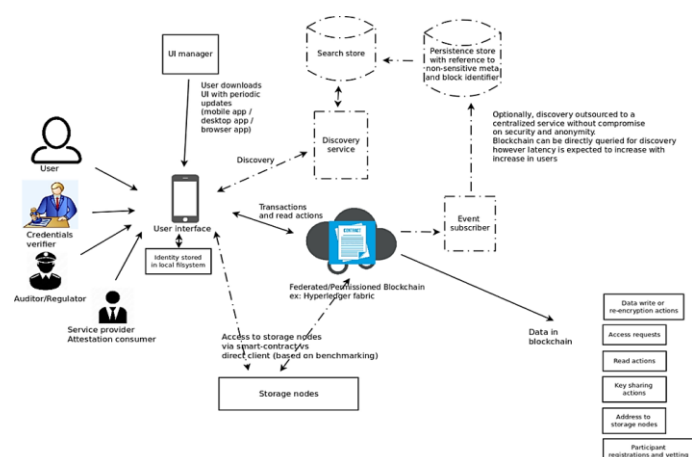 UI manager
Search store
Persistence store
with reference to
non-sensitive meta
and block identifier
User downloads
UI with periodic
updates
(mobile app /
desktop app /
browser app)
Optionally, discovery outsourced to a
centralized service without compromise
on security and anonymity.
Blockchain can be directly queried for discovery
however latency is expected to increase with
increase in users
Discovery
service
Discovery
User
User interface
Transactions
and read actions
CONTRACT
Event
subscriber
Credentials
verifier
Identity stored
in local filsystem
Auditor/Regulator
Federated/Permissioned Blockchain
ex: Hyperledger fabric
Service provider
Attestation consumer
Access to storage nodes
via smart-contract vs
direct client (based on benchmarking)
Data in
blockchain
Storage nodes
Data write or
re-encryption actions
Access requests
Read actions
Key sharing
actions
Address to
storage nodes
Participant
registrations and vetting